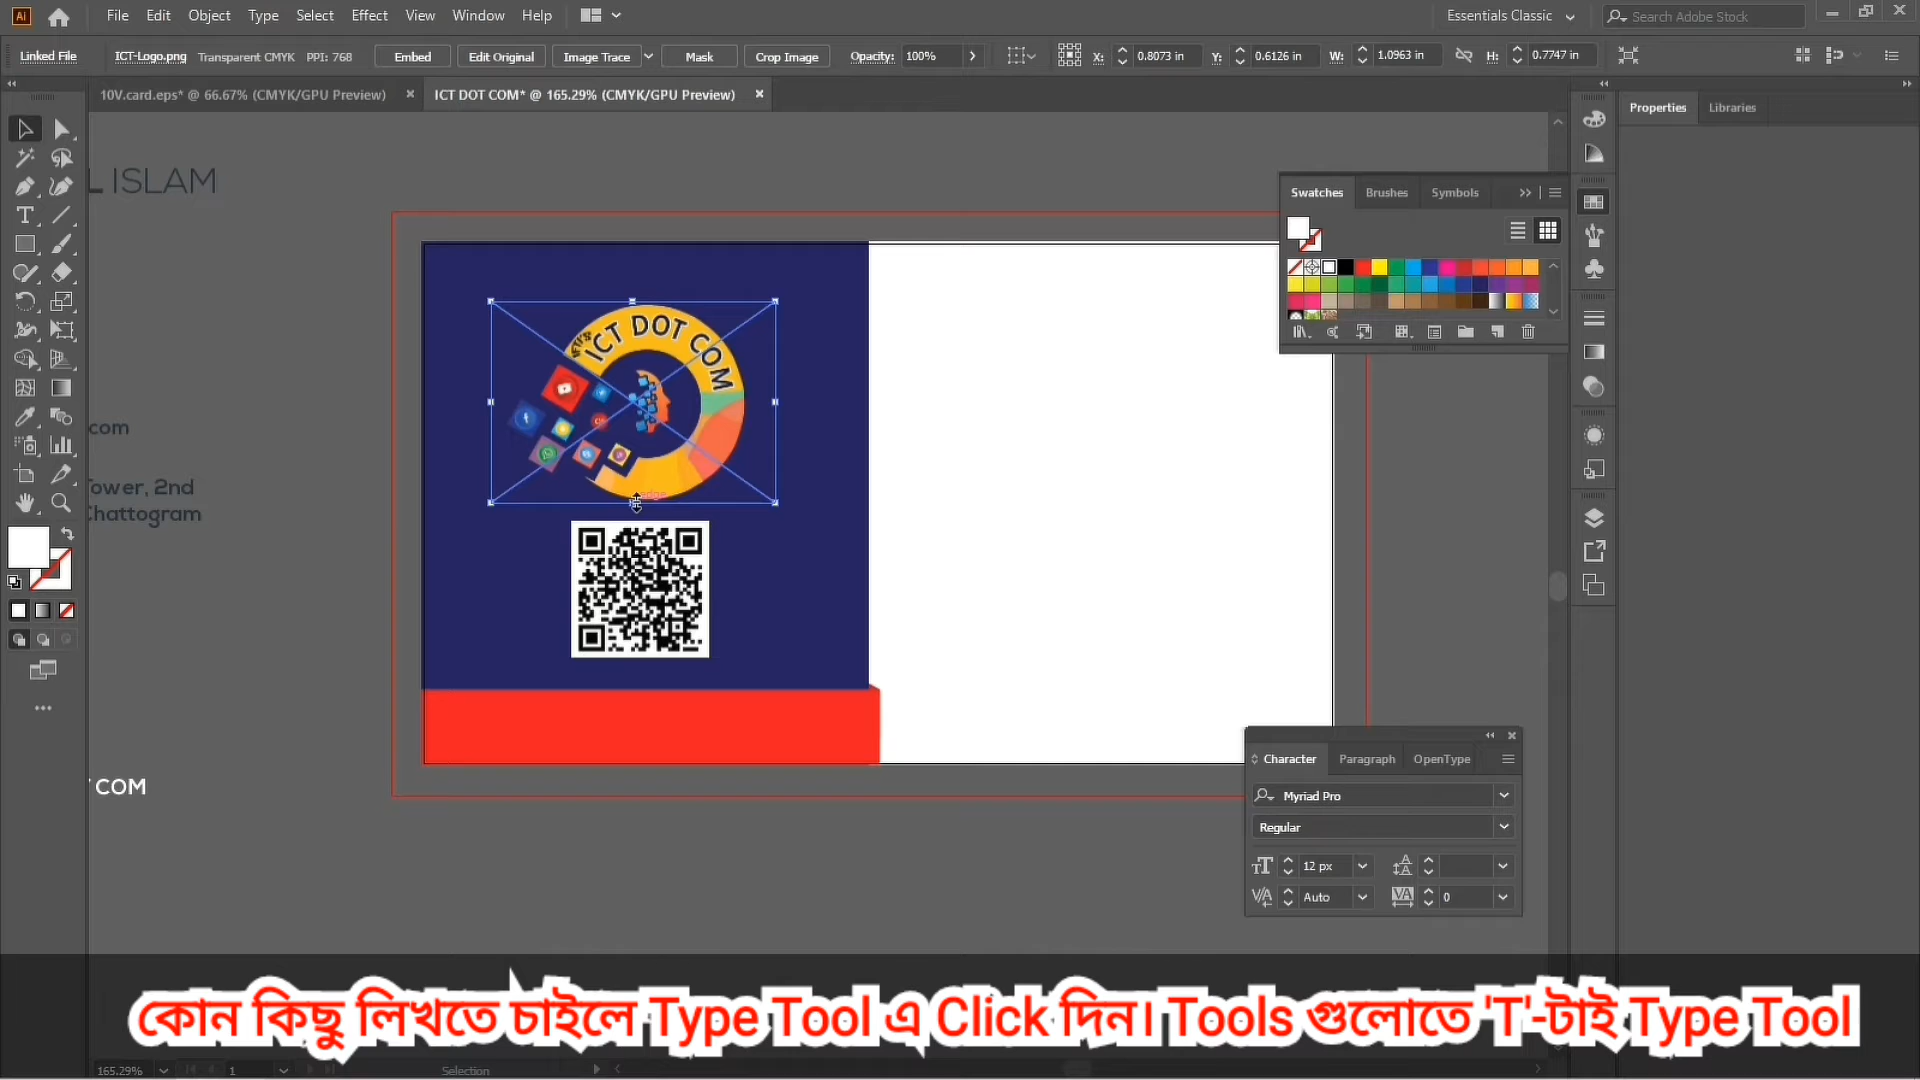 File Edit Object Type Select Effect View Window Help
Essentials Classic
Search Adobe Stock
Linked File ICT-Logo.png Transparent CMYK PPI: 768 Embed Edit Original Image Trace Mask Crop Image Opacity: 100% X: 0.8073 in Y: 0.6126 in W: 1.0963 in H: 0.7747 in
10V.card.eps* @ 66.67% (CMYK/GPU Preview) ICT DOT COM* @ 165.29% (CMYK/GPU Preview)
Properties Libraries
L ISLAM
Swatches Brushes Symbols
ICT DOT COM
com
Tower, 2nd
Chattogram
edge
COM
Character Paragraph OpenType
Myriad Pro
Regular
12 px
Auto 0
কোন কিছু লিখতে চাইলে Type Tool এ Click দিন। Tools গুলোতে 'T'-টাই Type Tool
165.29% 1 Selection